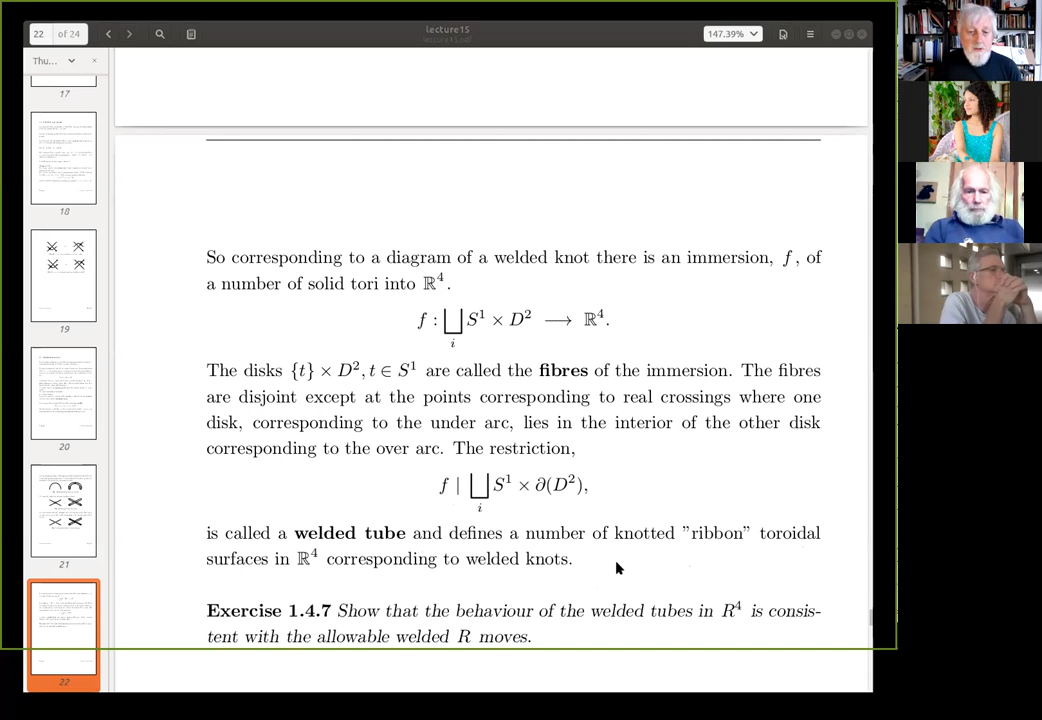 22 of 24
lecture15
lecture15.pdf
147.39%
Thu...
17
18
19
20
21
22
So corresponding to a diagram of a welded knot there is an immersion, f, of
a number of solid tori into ℝ⁴.
f : ⨆ᵢ S¹ × D² ⟶ ℝ⁴.
The disks {t} × D², t ∈ S¹ are called the fibres of the immersion. The fibres
are disjoint except at the points corresponding to real crossings where one
disk, corresponding to the under arc, lies in the interior of the other disk
corresponding to the over arc. The restriction,
f | ⨆ᵢ S¹ × ∂(D²),
is called a welded tube and defines a number of knotted ”ribbon” toroidal
surfaces in ℝ⁴ corresponding to welded knots.
Exercise 1.4.7 Show that the behaviour of the welded tubes in R⁴ is consis-
tent with the allowable welded R moves.